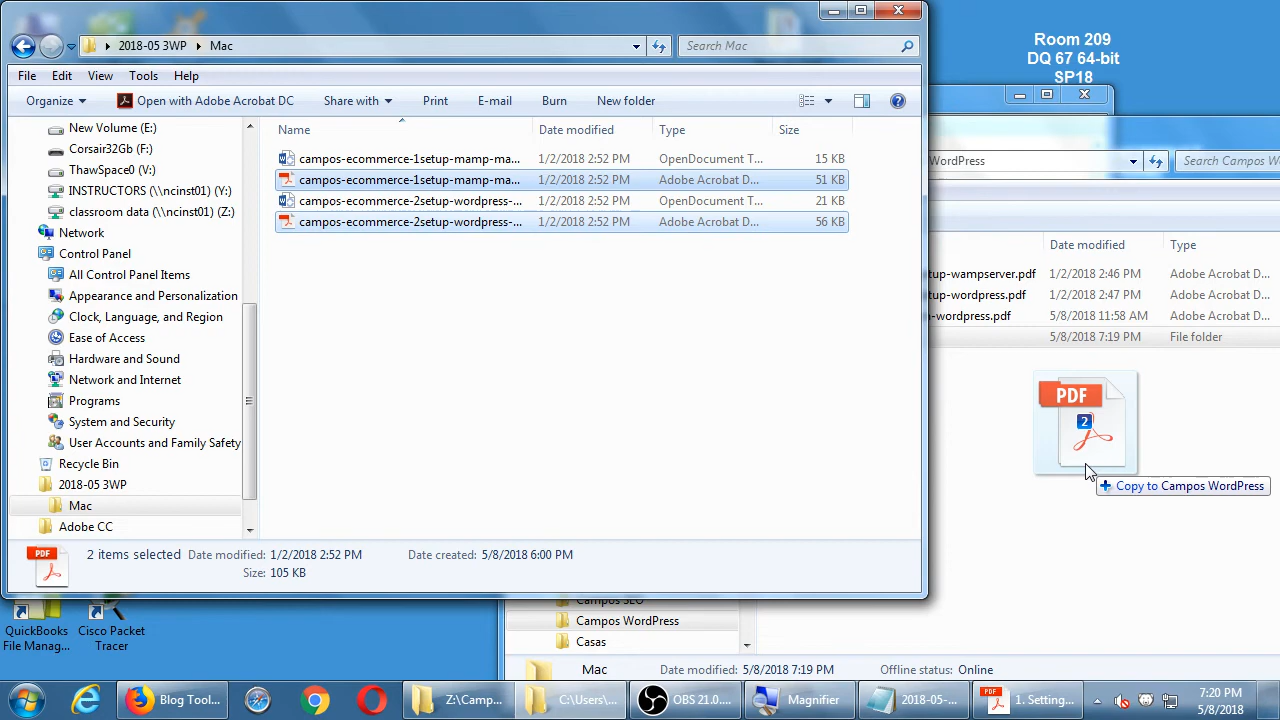 Room 209
DQ 67 64-bit
SP18
2018-05 3WP
Mac
Search Mac
File
Edit
View
Tools
Help
Organize
Open with Adobe Acrobat DC
Share with
Print
E-mail
Burn
New folder
New Volume (E:)
Corsair32Gb (F:)
ThawSpace0 (V:)
INSTRUCTORS (\\ncinst01) (Y:)
classroom data (\\ncinst01) (Z:)
Network
Control Panel
All Control Panel Items
Appearance and Personalization
Clock, Language, and Region
Ease of Access
Hardware and Sound
Network and Internet
Programs
System and Security
User Accounts and Family Safety
Recycle Bin
2018-05 3WP
Mac
Adobe CC
Name
Date modified
Type
Size
campos-ecommerce-1setup-mamp-ma...
1/2/2018 2:52 PM
OpenDocument T...
15 KB
campos-ecommerce-1setup-mamp-ma...
1/2/2018 2:52 PM
Adobe Acrobat D...
51 KB
campos-ecommerce-2setup-wordpress-...
1/2/2018 2:52 PM
OpenDocument T...
21 KB
campos-ecommerce-2setup-wordpress-...
1/2/2018 2:52 PM
Adobe Acrobat D...
56 KB
PDF
2 items selected
Date modified: 1/2/2018 2:52 PM
Date created: 5/8/2018 6:00 PM
Size: 105 KB
WordPress
Search Campos W...
Date modified
Type
tup-wampserver.pdf
1/2/2018 2:46 PM
Adobe Acrobat D...
tup-wordpress.pdf
1/2/2018 2:47 PM
Adobe Acrobat D...
-wordpress.pdf
5/8/2018 11:58 AM
Adobe Acrobat D...
5/8/2018 7:19 PM
File folder
PDF
2
Copy to Campos WordPress
Campos WordPress
Casas
Mac
Date modified: 5/8/2018 7:19 PM
Offline status: Online
QuickBooks
File Manag...
Cisco Packet
Tracer
Blog Tool...
Z:\Camp...
C:\Users\...
OBS 21.0....
Magnifier
2018-05-...
PDF
1. Setting...
7:20 PM
5/8/2018